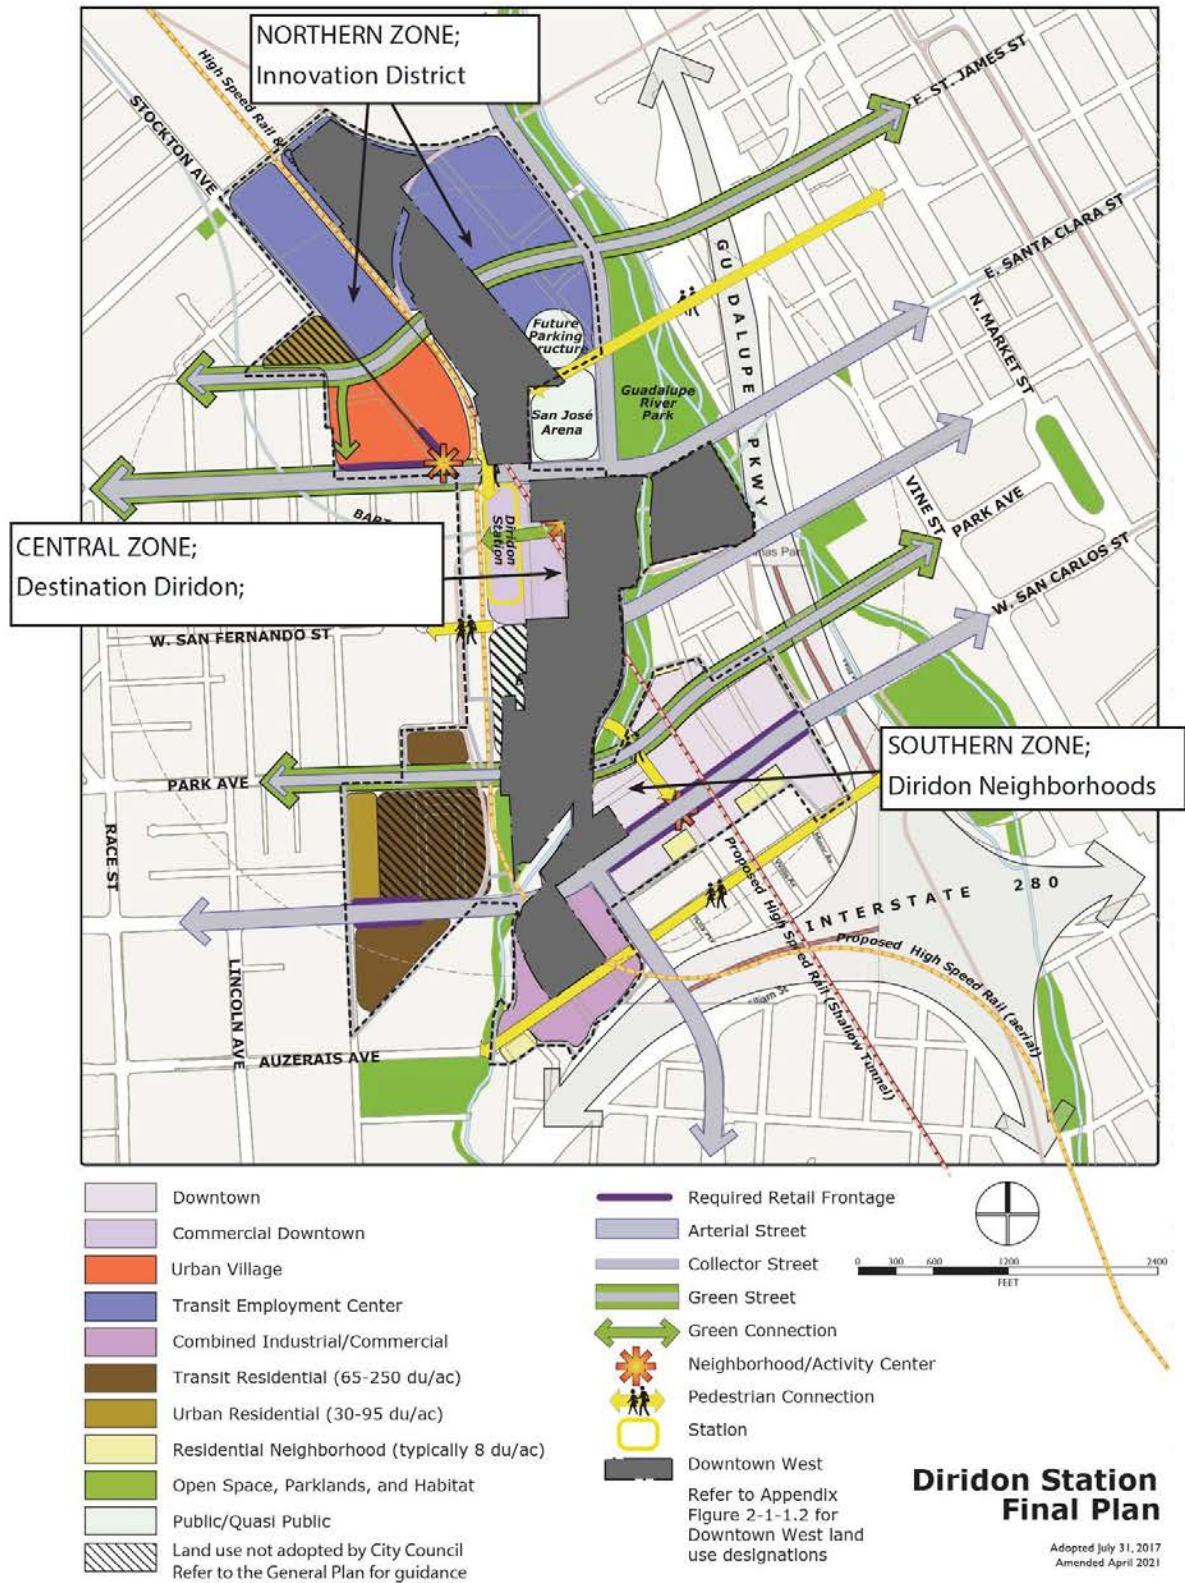 NORTHERN ZONE;
Innovation District
High Speed Rail &
STOCKTON AVE
E. ST. JAMES ST
E. SANTA CLARA ST
N. MARKET ST
GU DALUPE PKWY
Future
Parking
tructure
San José
Arena
Guadalupe
River
Park
VINE ST
PARK AVE
W. SAN CARLOS ST
BART
Diridon
Station
CENTRAL ZONE;
Destination Diridon;
mas Par
W. SAN FERNANDO ST
SOUTHERN ZONE;
Diridon Neighborhoods
PARK AVE
RACE ST
LINCOLN AVE
AUZERAIS AVE
INTERSTATE 280
Proposed High Speed Rail (aerial)
Proposed High Speed Rail (Shallow Tunnel)
Downtown
Commercial Downtown
Urban Village
Transit Employment Center
Combined Industrial/Commercial
Transit Residential (65-250 du/ac)
Urban Residential (30-95 du/ac)
Residential Neighborhood (typically 8 du/ac)
Open Space, Parklands, and Habitat
Public/Quasi Public
Land use not adopted by City Council
Refer to the General Plan for guidance
Required Retail Frontage
Arterial Street
Collector Street
Green Street
Green Connection
Neighborhood/Activity Center
Pedestrian Connection
Station
Downtown West
Refer to Appendix
Figure 2-1-1.2 for
Downtown West land
use designations
0 300 600 1200 2400
FEET
Diridon Station
Final Plan
Adopted July 31, 2017
Amended April 2021